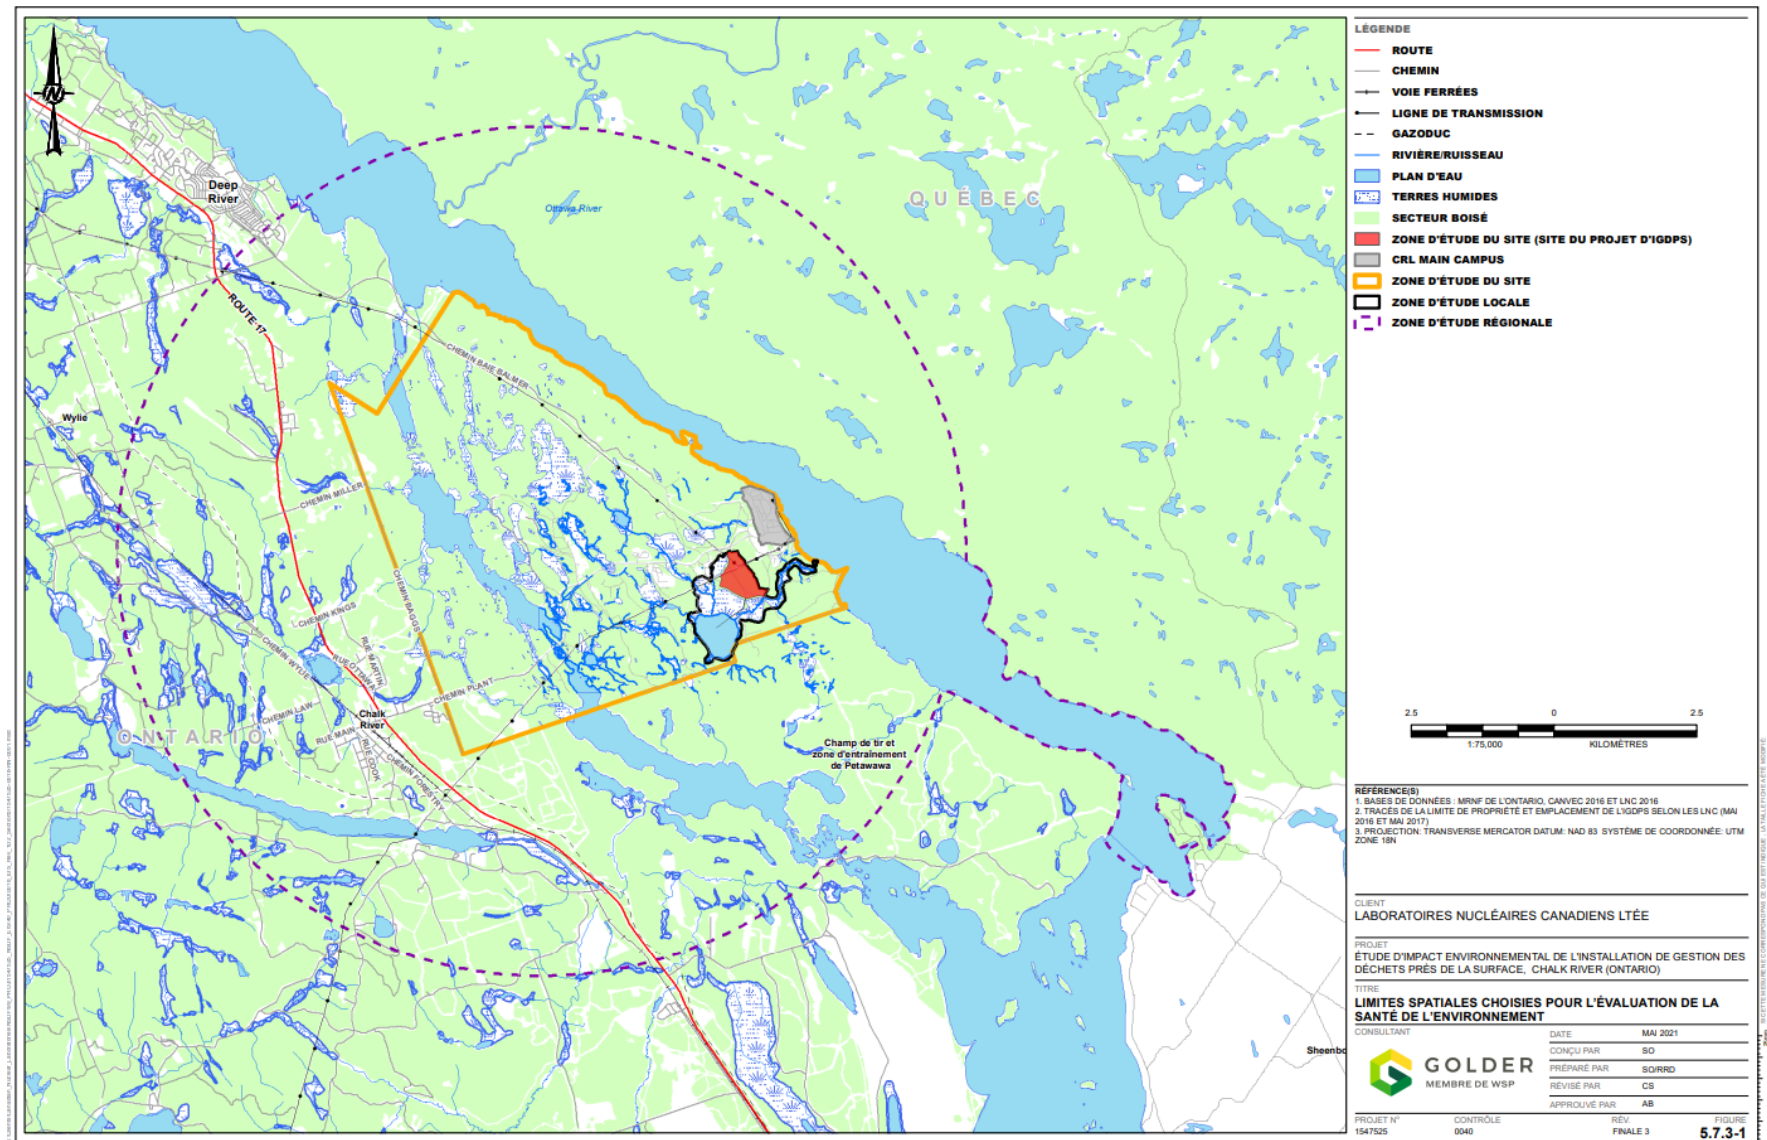 N
Deep
River
Ottawa River
QUÉBEC
ROUTE 17
CHEMIN BAIE BALMER
Wylie
CHEMIN MILLER
CHEMIN BAGGS
CHEMIN KINGS
CHEMIN WYLIE
RUE MARTIN
RUE OTTAWA
CHEMIN PLANT
CHEMIN LAW
Chalk
River
ONTARIO
RUE MAIN
RUE COOK
CHEMIN FORESTRY
Champ de tir et
zone d'entraînement
de Petawawa
Sheenbo
LÉGENDE
ROUTE
CHEMIN
VOIE FERRÉES
LIGNE DE TRANSMISSION
GAZODUC
RIVIÈRE/RUISSEAU
PLAN D'EAU
TERRES HUMIDES
SECTEUR BOISÉ
ZONE D'ÉTUDE DU SITE (SITE DU PROJET D'IGDPS)
CRL MAIN CAMPUS
ZONE D'ÉTUDE DU SITE
ZONE D'ÉTUDE LOCALE
ZONE D'ÉTUDE RÉGIONALE
2.5 0 2.5
1:75,000 KILOMÈTRES
RÉFÉRENCE(S)
1. BASES DE DONNÉES : MRNF DE L'ONTARIO, CANVEC 2016 ET LNC 2016
2. TRACÉS DE LA LIMITE DE PROPRIÉTÉ ET EMPLACEMENT DE L'IGDPS SELON LES LNC (MAI
2016 ET MAI 2017)
3. PROJECTION: TRANSVERSE MERCATOR DATUM: NAD 83 SYSTÈME DE COORDONNÉE: UTM
ZONE 18N
CLIENT
LABORATOIRES NUCLÉAIRES CANADIENS LTÉE
PROJET
ÉTUDE D'IMPACT ENVIRONNEMENTAL DE L'INSTALLATION DE GESTION DES
DÉCHETS PRÈS DE LA SURFACE, CHALK RIVER (ONTARIO)
TITRE
LIMITES SPATIALES CHOISIES POUR L'ÉVALUATION DE LA
SANTÉ DE L'ENVIRONNEMENT
CONSULTANT
GOLDER
MEMBRE DE WSP
DATE MAI 2021
CONÇU PAR SO
PRÉPARÉ PAR SO/RRD
RÉVISÉ PAR CS
APPROUVÉ PAR AB
PROJET N° CONTRÔLE RÉV. FIGURE
1547525 0040 FINALE 3 5.7.3-1